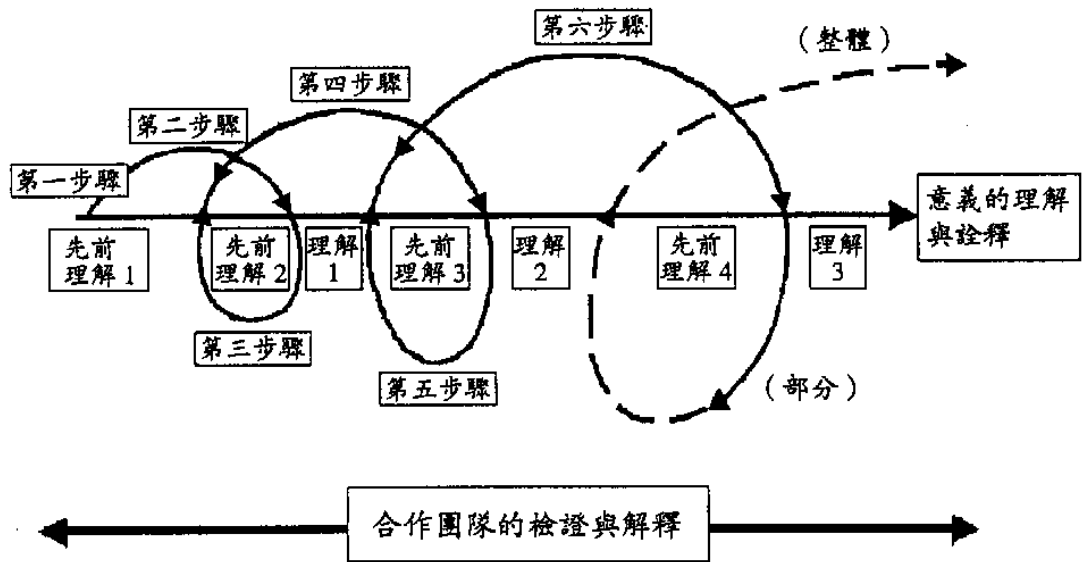 第六步驟
（整體）
第四步驟
第二步驟
第一步驟
意義的理解
與詮釋
先前
理解 1
先前
理解 2
理解
1
先前
理解 3
理解
2
先前
理解 4
理解
3
第三步驟
第五步驟
（部分）
合作團隊的檢證與解釋